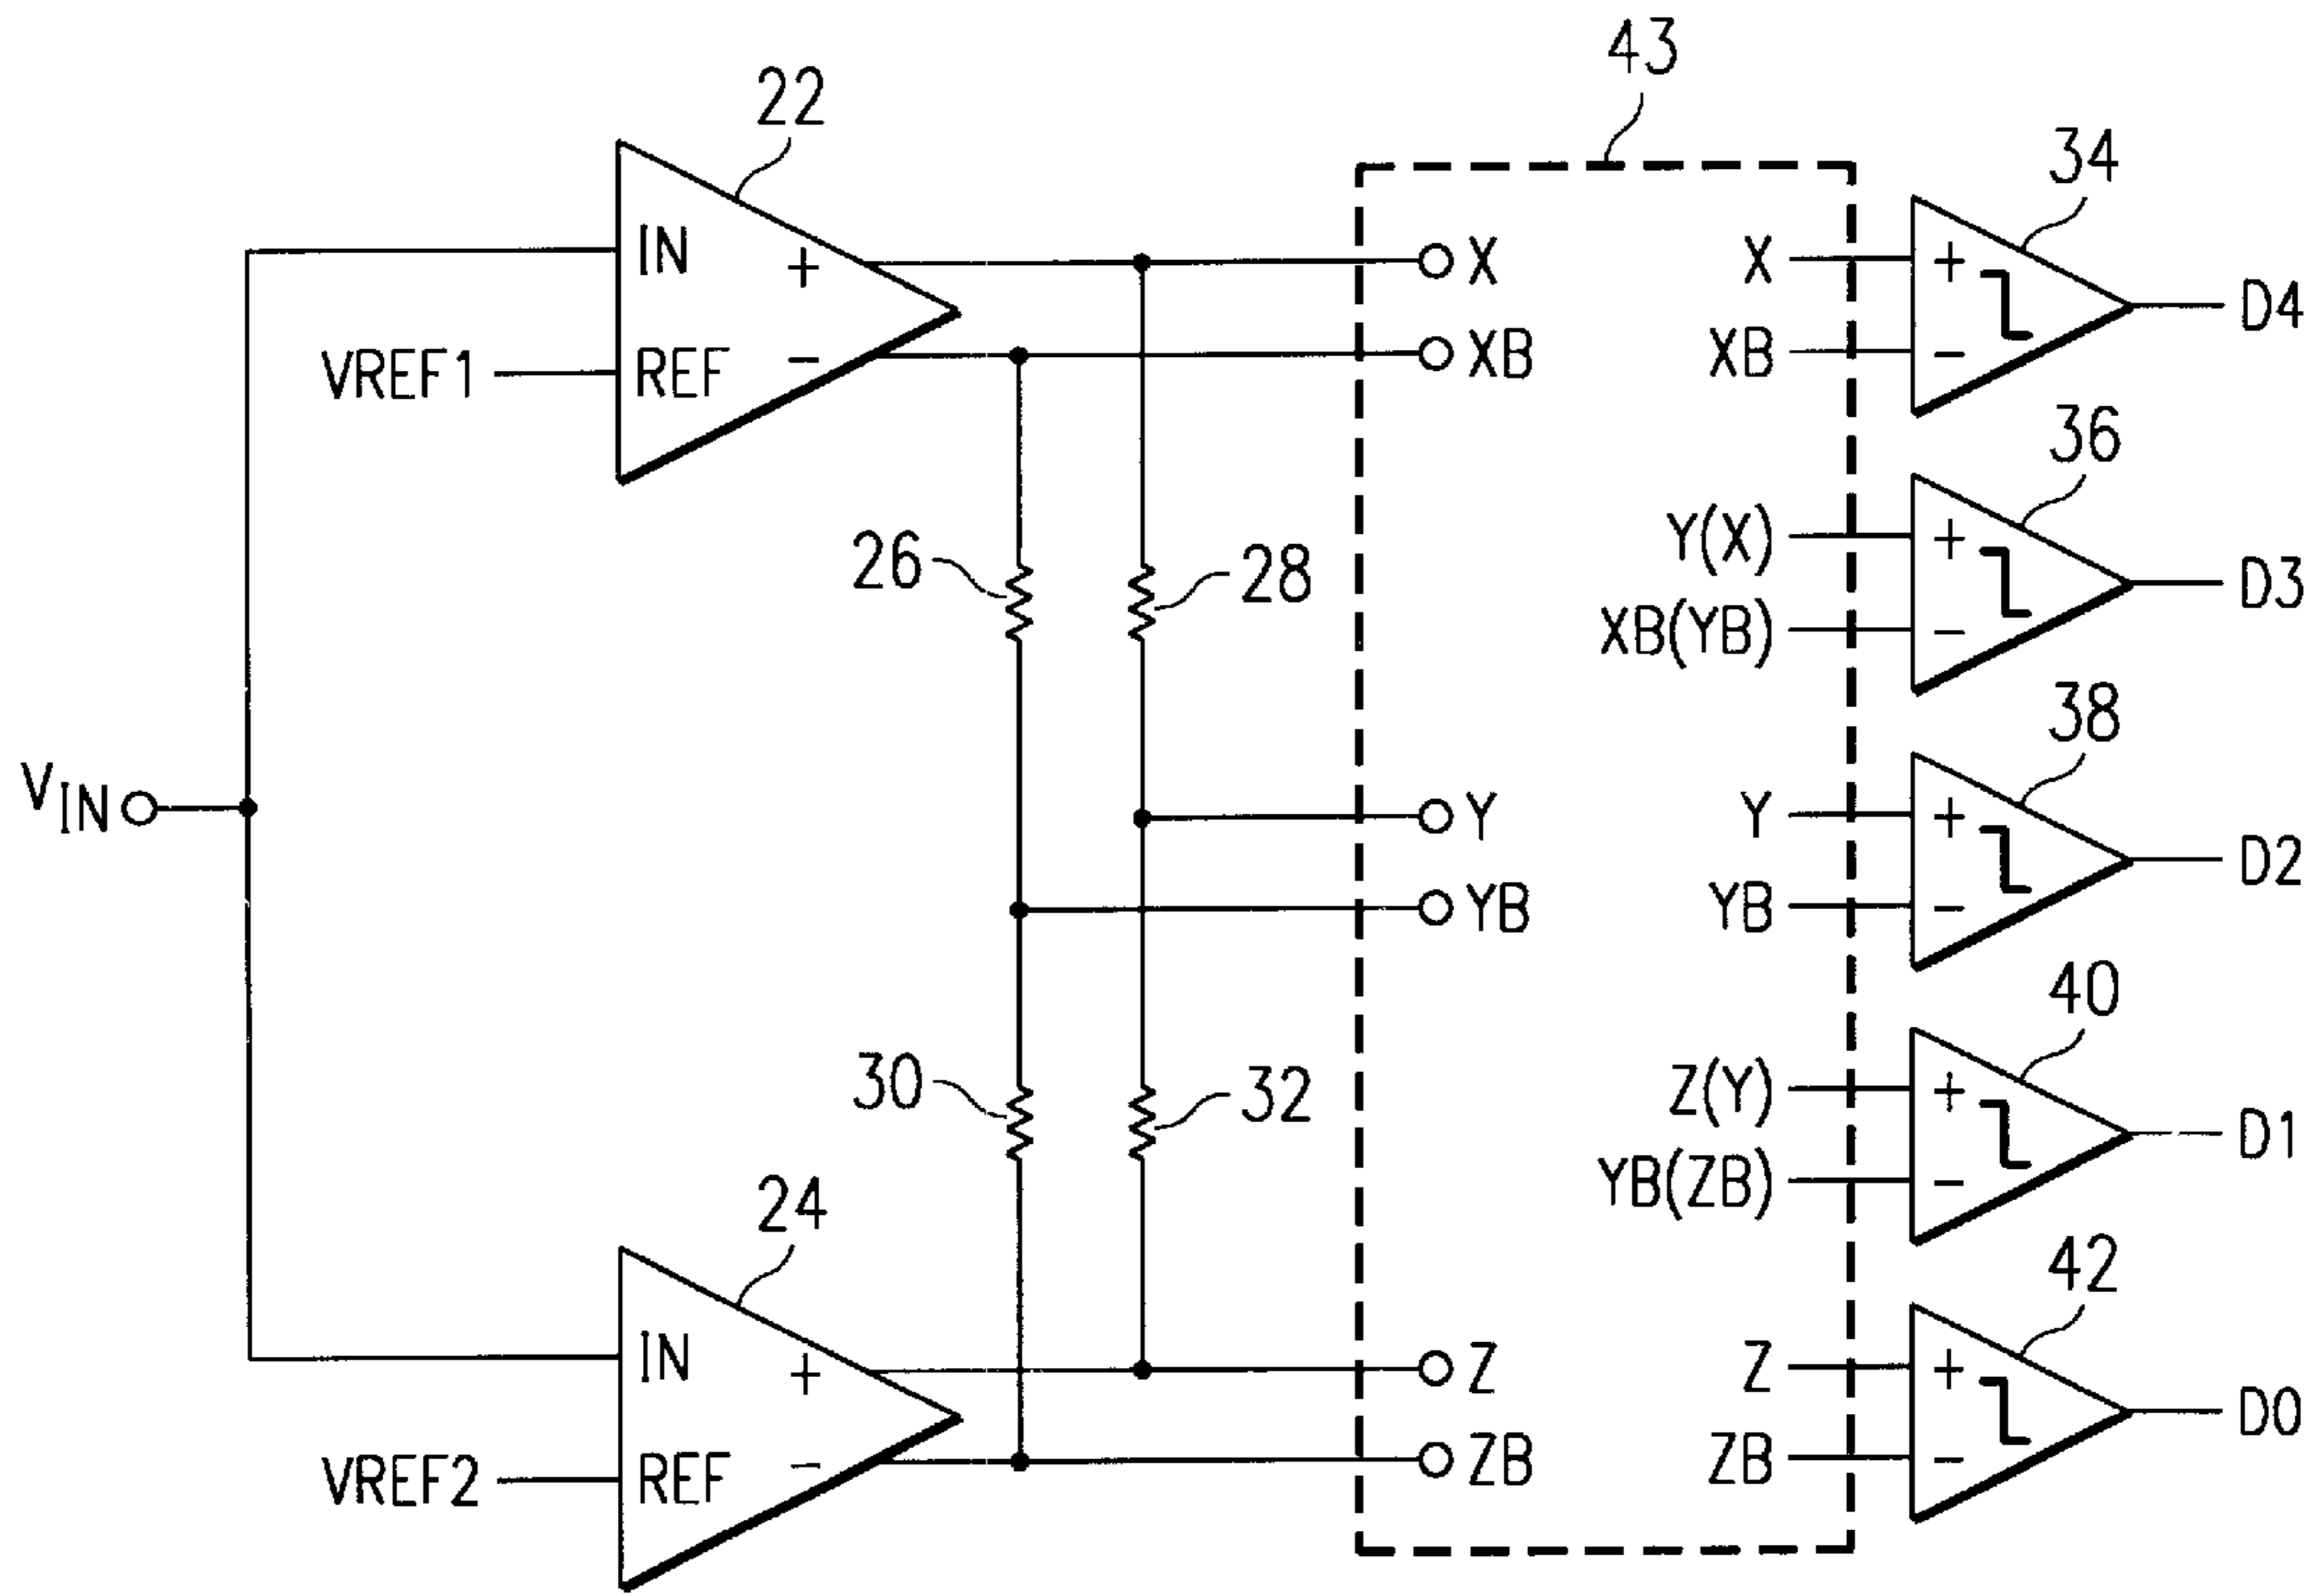 43
22
34
IN
+
X
X
+
D4
VREF1
REF
−
XB
XB
−
36
26
28
Y(X)
+
D3
XB(YB)
−
38
VIN
Y
Y
+
D2
YB
YB
−
40
30
32
Z(Y)
+
D1
YB(ZB)
−
24
42
IN
+
Z
Z
+
D0
VREF2
REF
−
ZB
ZB
−